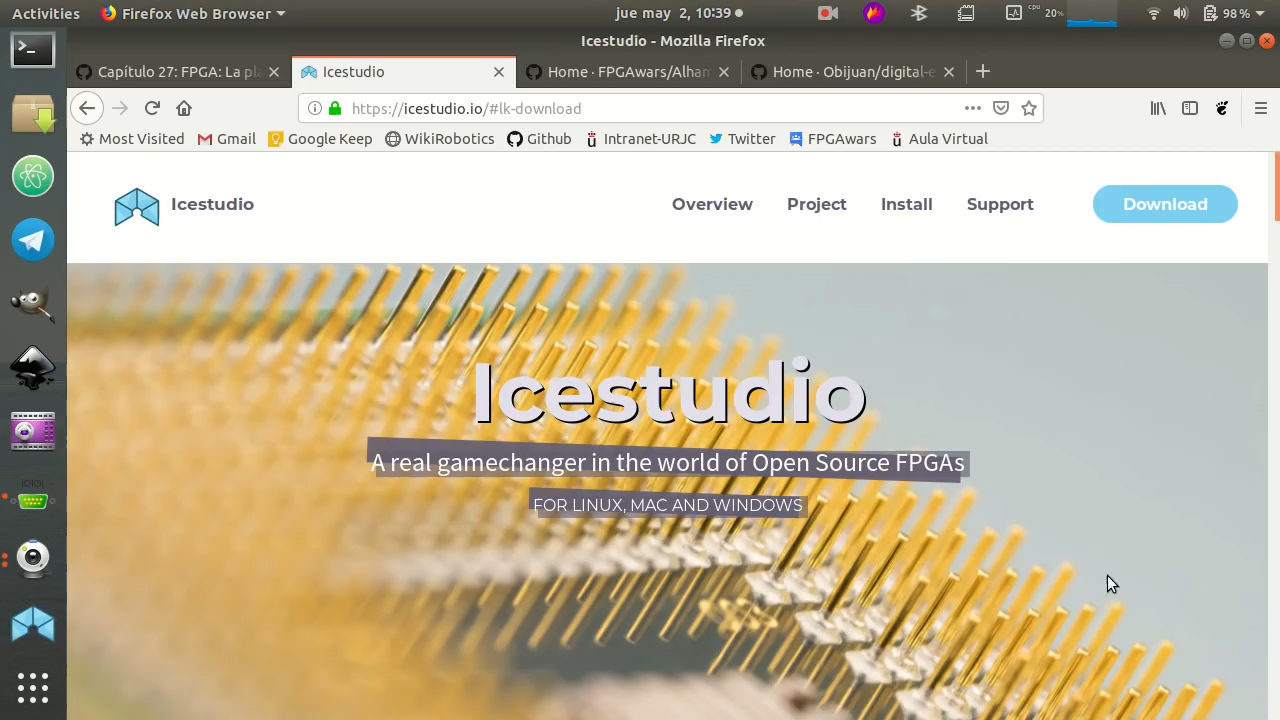 Activities Firefox Web Browser jue may 2, 10:39 cpu 20% 98%
Icestudio - Mozilla Firefox
Capítulo 27: FPGA: La pla Icestudio Home · FPGAwars/Alham Home · Obijuan/digital-e
https://icestudio.io/#lk-download
Most Visited Gmail Google Keep WikiRobotics Github Intranet-URJC Twitter FPGAwars Aula Virtual
Icestudio Overview Project Install Support Download
Icestudio
A real gamechanger in the world of Open Source FPGAs
FOR LINUX, MAC AND WINDOWS